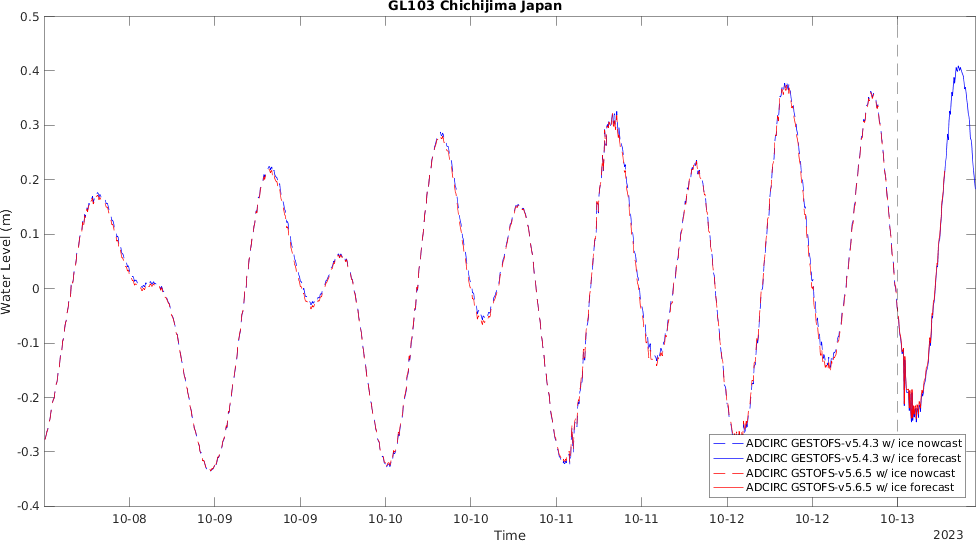 GL103 Chichijima Japan
0.5
0.4
0.3
0.2
0.1
0
-0.1
-0.2
-0.3
-0.4
Water Level (m)
ADCIRC GESTOFS-v5.4.3 w/ ice nowcast
ADCIRC GESTOFS-v5.4.3 w/ ice forecast
ADCIRC GSTOFS-v5.6.5 w/ ice nowcast
ADCIRC GSTOFS-v5.6.5 w/ ice forecast
10-08 10-09 10-09 10-10 10-10 10-11 10-11 10-12 10-12 10-13
Time
2023